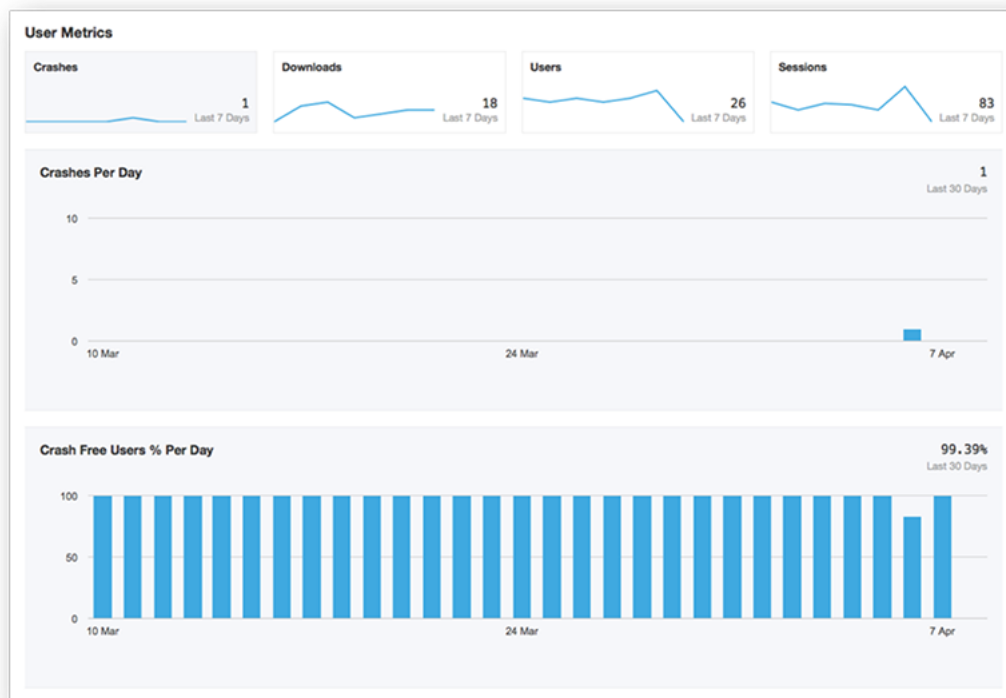 User Metrics
Crashes
1
Last 7 Days
Downloads
18
Last 7 Days
Users
26
Last 7 Days
Sessions
83
Last 7 Days
Crashes Per Day
1
Last 30 Days
10
5
0
10 Mar
24 Mar
7 Apr
Crash Free Users % Per Day
99.39%
Last 30 Days
100
50
0
10 Mar
24 Mar
7 Apr